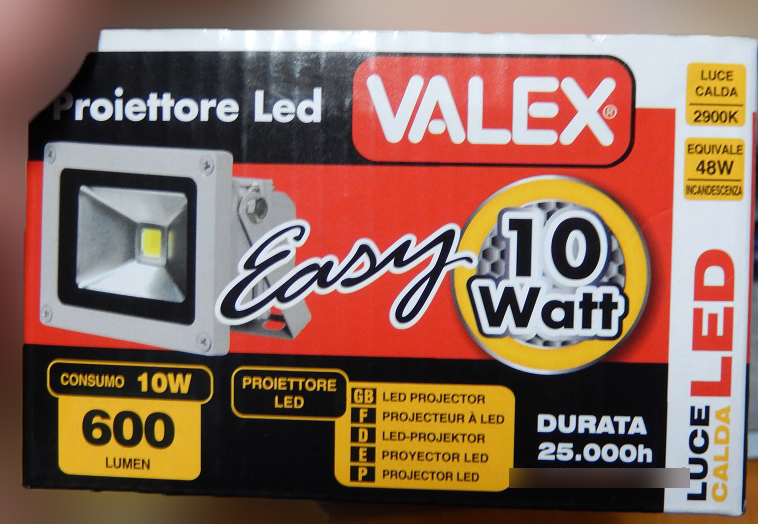 Proiettore Led
VALEX®
LUCE
CALDA
2900K
EQUIVALE
48W
INCANDESCENZA
Easy
10
Watt
CONSUMO 10W
600
LUMEN
PROIETTORE
LED
GB LED PROJECTOR
F PROJECTEUR À LED
D LED-PROJEKTOR
E PROYECTOR LED
P PROJECTOR LED
DURATA
25.000h
LUCE
CALDA
LED